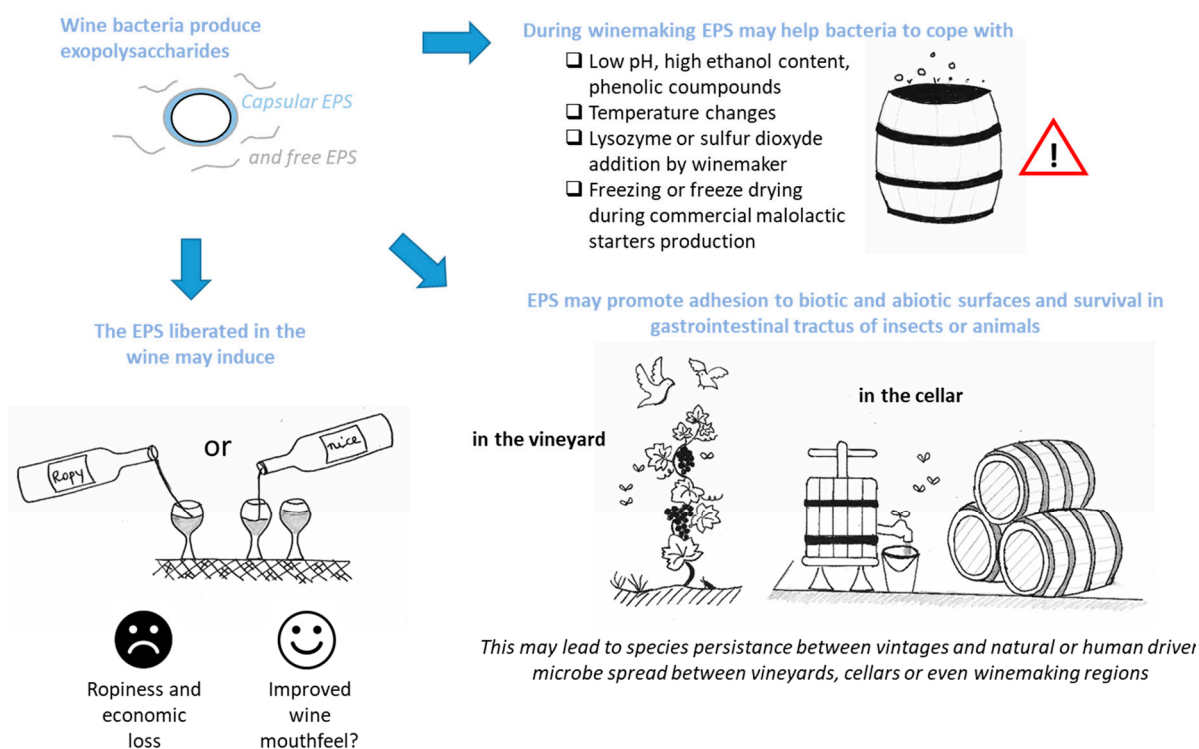 Wine bacteria produce
exopolysaccharides
Capsular EPS
and free EPS
During winemaking EPS may help bacteria to cope with
❑ Low pH, high ethanol content,
phenolic coumpounds
❑ Temperature changes
❑ Lysozyme or sulfur dioxyde
addition by winemaker
❑ Freezing or freeze drying
during commercial malolactic
starters production
!
The EPS liberated in the
wine may induce
Ropy
or
nice
Ropiness and
economic
loss
Improved
wine
mouthfeel?
EPS may promote adhesion to biotic and abiotic surfaces and survival in
gastrointestinal tractus of insects or animals
in the vineyard
in the cellar
This may lead to species persistance between vintages and natural or human driven
microbe spread between vineyards, cellars or even winemaking regions